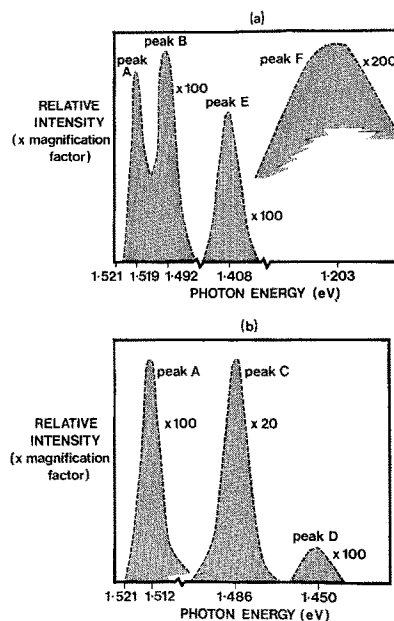 (a)
peak B
peak
A
x100
peak E
x100
peak F
x200
RELATIVE
INTENSITY
(x magnification
factor)
1·521
1·519
1·492
1·408
1·203
PHOTON ENERGY (eV)
(b)
peak A
x100
peak C
x20
peak D
x100
RELATIVE
INTENSITY
(x magnification
factor)
1·521
1·512
1·486
1·450
PHOTON ENERGY (eV)